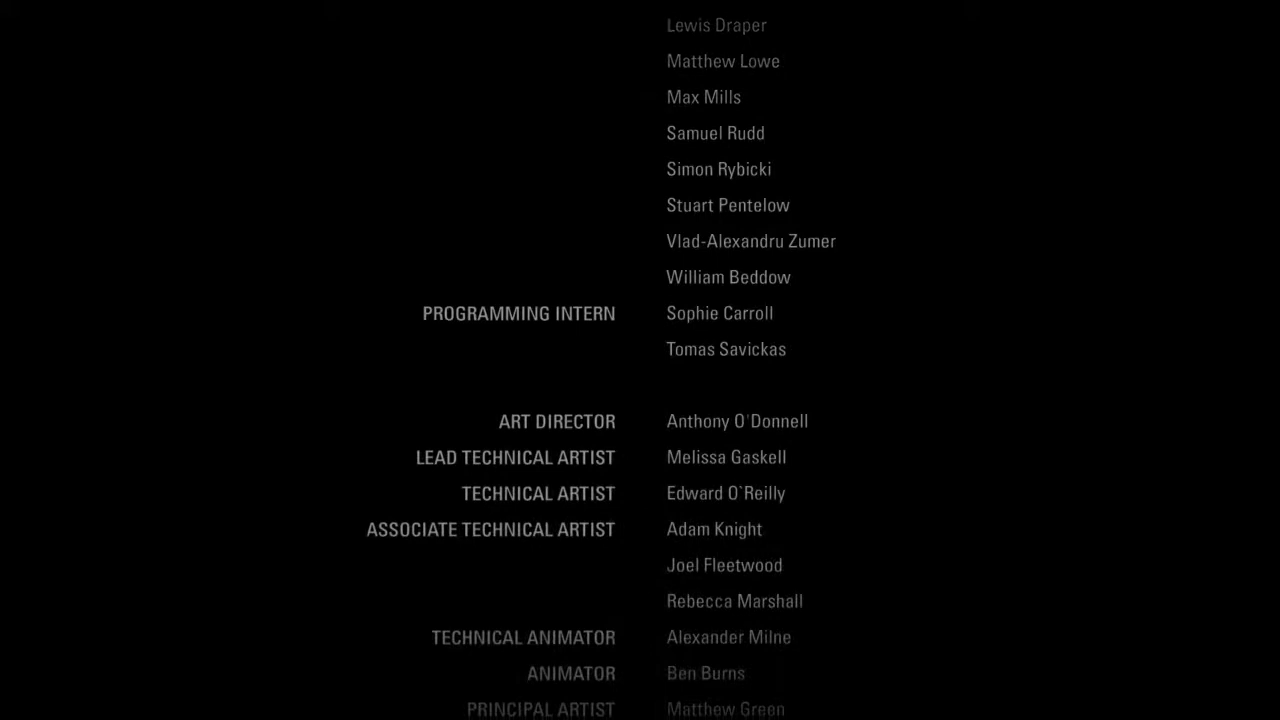 Lewis Draper
Matthew Lowe
Max Mills
Samuel Rudd
Simon Rybicki
Stuart Pentelow
Vlad-Alexandru Zumer
William Beddow
PROGRAMMING INTERN Sophie Carroll
Tomas Savickas
ART DIRECTOR Anthony O'Donnell
LEAD TECHNICAL ARTIST Melissa Gaskell
TECHNICAL ARTIST Edward O`Reilly
ASSOCIATE TECHNICAL ARTIST Adam Knight
Joel Fleetwood
Rebecca Marshall
TECHNICAL ANIMATOR Alexander Milne
ANIMATOR Ben Burns
PRINCIPAL ARTIST Matthew Green